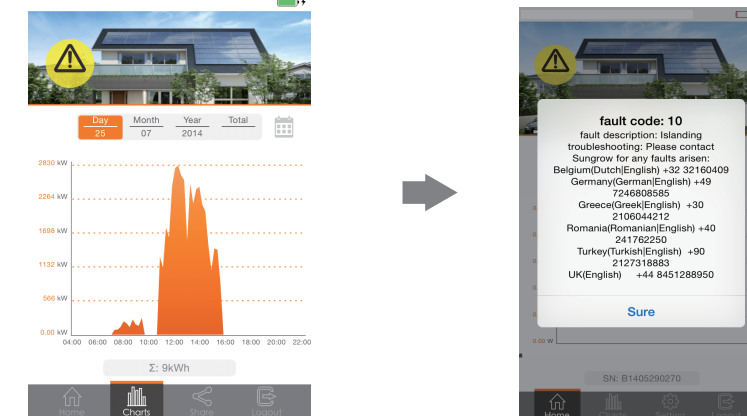 Day Month Year Total
25 07 2014
2830 kW
2264 kW
1698 kW
1132 kW
566 kW
0.00 kW
04:00 06:00 08:00 10:00 12:00 14:00 16:00 18:00 20:00 22:00
Σ: 9kWh
Home Charts Share Logout
fault code: 10
fault description: Islanding
troubleshooting: Please contact
Sungrow for any faults arisen:
Belgium(Dutch|English) +32 32160409
Germany(German|English) +49
7246808585
Greece(Greek|English) +30
2106044212
Romania(Romanian|English) +40
241762250
Turkey(Turkish|English) +90
2127318883
UK(English) +44 8451288950
Sure
0.00 W
SN: B1405290270
Home Charts Setting Logout